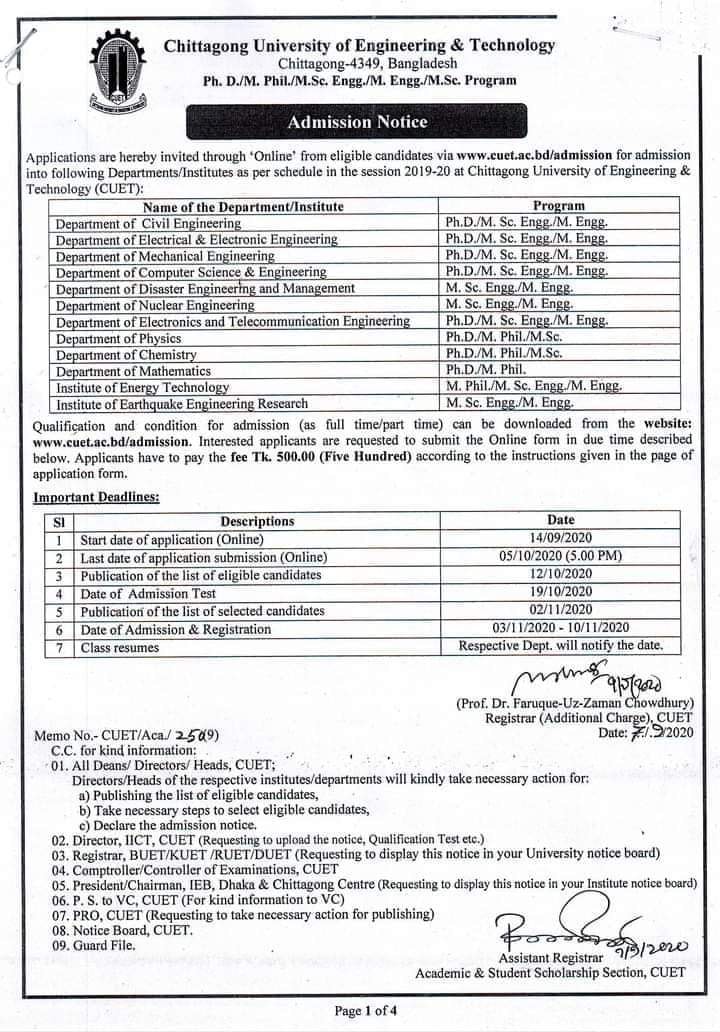 CUET
Chittagong University of Engineering & Technology
Chittagong-4349, Bangladesh
Ph. D./M. Phil./M.Sc. Engg./M. Engg./M.Sc. Program
Admission Notice
Applications are hereby invited through ‘Online’ from eligible candidates via www.cuet.ac.bd/admission for admission
into following Departments/Institutes as per schedule in the session 2019-20 at Chittagong University of Engineering &
Technology (CUET):
Name of the Department/Institute Program
Department of Civil Engineering Ph.D./M. Sc. Engg./M. Engg.
Department of Electrical & Electronic Engineering Ph.D./M. Sc. Engg./M. Engg.
Department of Mechanical Engineering Ph.D./M. Sc. Engg./M. Engg.
Department of Computer Science & Engineering Ph.D./M. Sc. Engg./M. Engg.
Department of Disaster Engineering and Management M. Sc. Engg./M. Engg.
Department of Nuclear Engineering M. Sc. Engg./M. Engg.
Department of Electronics and Telecommunication Engineering Ph.D./M. Sc. Engg./M. Engg.
Department of Physics Ph.D./M. Phil./M.Sc.
Department of Chemistry Ph.D./M. Phil./M.Sc.
Department of Mathematics Ph.D./M. Phil.
Institute of Energy Technology M. Phil./M. Sc. Engg./M. Engg.
Institute of Earthquake Engineering Research M. Sc. Engg./M. Engg.
Qualification and condition for admission (as full time/part time) can be downloaded from the website:
www.cuet.ac.bd/admission. Interested applicants are requested to submit the Online form in due time described
below. Applicants have to pay the fee Tk. 500.00 (Five Hundred) according to the instructions given in the page of
application form.
Important Deadlines:
Sl Descriptions Date
1 Start date of application (Online) 14/09/2020
2 Last date of application submission (Online) 05/10/2020 (5.00 PM)
3 Publication of the list of eligible candidates 12/10/2020
4 Date of Admission Test 19/10/2020
5 Publication of the list of selected candidates 02/11/2020
6 Date of Admission & Registration 03/11/2020 - 10/11/2020
7 Class resumes Respective Dept. will notify the date.
(Prof. Dr. Faruque-Uz-Zaman Chowdhury)
Registrar (Additional Charge), CUET
Memo No.- CUET/Aca./ Date: /9/2020
C.C. for kind information:
01. All Deans/ Directors/ Heads, CUET;
Directors/Heads of the respective institutes/departments will kindly take necessary action for:
a) Publishing the list of eligible candidates,
b) Take necessary steps to select eligible candidates,
c) Declare the admission notice.
02. Director, IICT, CUET (Requesting to upload the notice, Qualification Test etc.)
03. Registrar, BUET/KUET /RUET/DUET (Requesting to display this notice in your University notice board)
04. Comptroller/Controller of Examinations, CUET
05. President/Chairman, IEB, Dhaka & Chittagong Centre (Requesting to display this notice in your Institute notice board)
06. P. S. to VC, CUET (For kind information to VC)
07. PRO, CUET (Requesting to take necessary action for publishing)
08. Notice Board, CUET.
09. Guard File.
9/9/2020
Assistant Registrar
Academic & Student Scholarship Section, CUET
Page 1 of 4